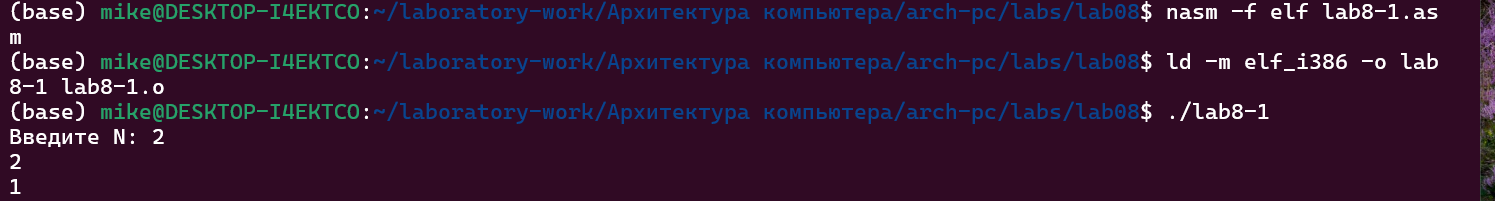 (base) mike@DESKTOP-I4EKTCO:~/laboratory-work/Архитектура компьютера/arch-pc/labs/lab08$ nasm -f elf lab8-1.as
m
(base) mike@DESKTOP-I4EKTCO:~/laboratory-work/Архитектура компьютера/arch-pc/labs/lab08$ ld -m elf_i386 -o lab
8-1 lab8-1.o
(base) mike@DESKTOP-I4EKTCO:~/laboratory-work/Архитектура компьютера/arch-pc/labs/lab08$ ./lab8-1
Введите N: 2
2
1